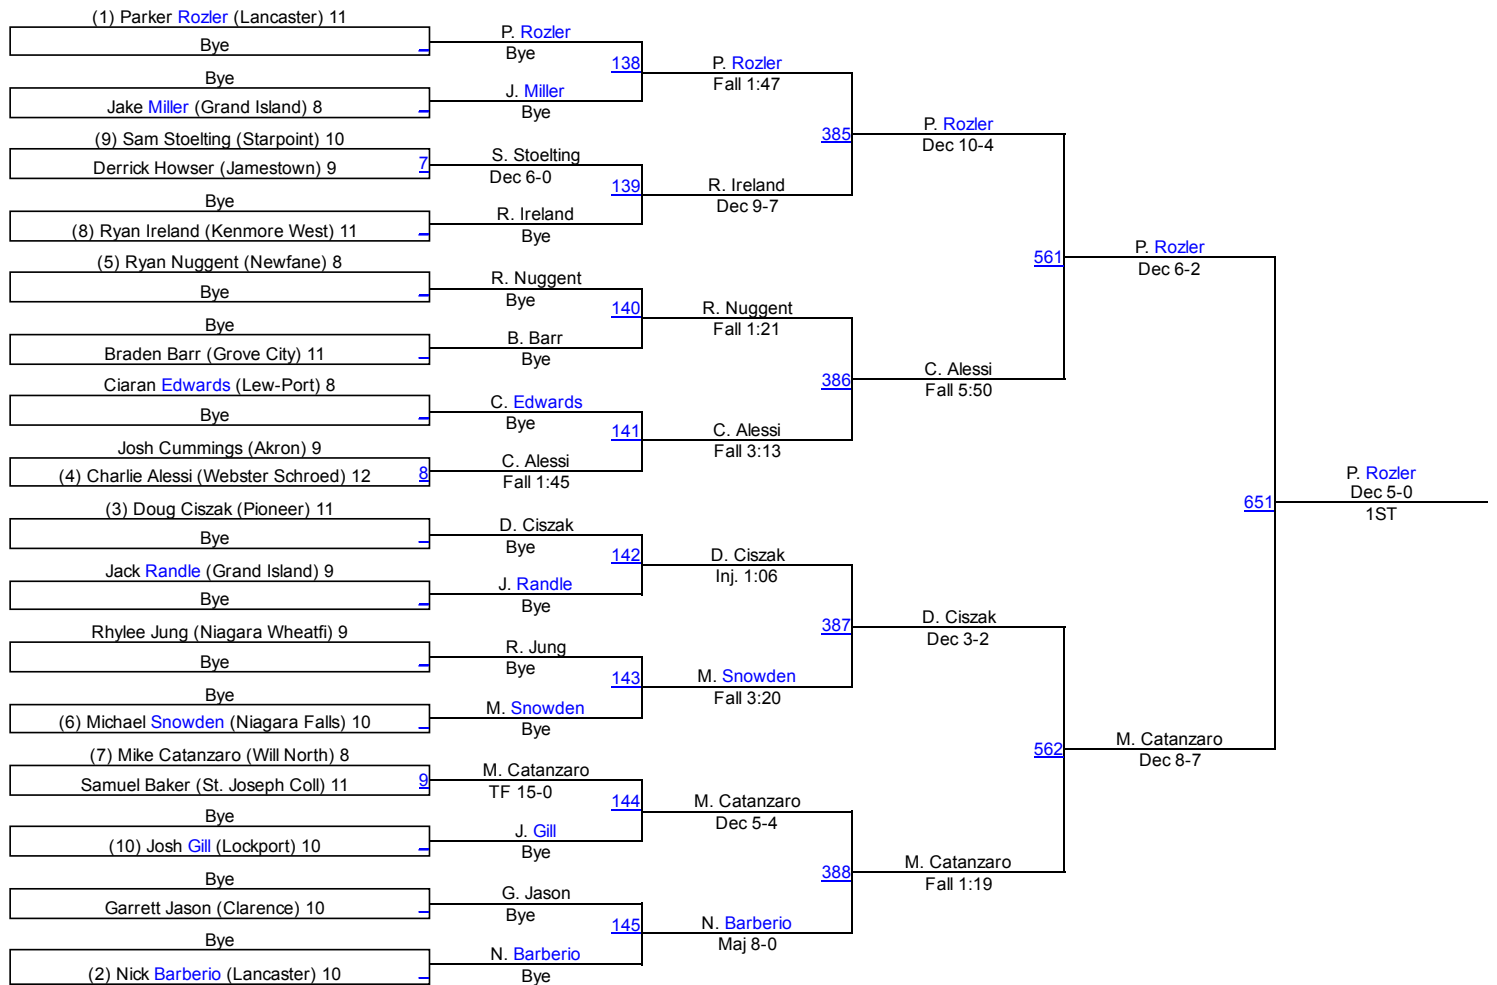 (1) Parker Rozler (Lancaster) 11
Bye
Bye
Jake Miller (Grand Island) 8
(9) Sam Stoelting (Starpoint) 10
Derrick Howser (Jamestown) 9 7
Bye
(8) Ryan Ireland (Kenmore West) 11
(5) Ryan Nuggent (Newfane) 8
Bye
Bye
Braden Barr (Grove City) 11
Ciaran Edwards (Lew-Port) 8
Bye
Josh Cummings (Akron) 9
(4) Charlie Alessi (Webster Schroed) 12 8
(3) Doug Ciszak (Pioneer) 11
Bye
Jack Randle (Grand Island) 9
Bye
Rhylee Jung (Niagara Wheatfi) 9
Bye
Bye
(6) Michael Snowden (Niagara Falls) 10
(7) Mike Catanzaro (Will North) 8
Samuel Baker (St. Joseph Coll) 11 9
Bye
(10) Josh Gill (Lockport) 10
Bye
Garrett Jason (Clarence) 10
Bye
(2) Nick Barberio (Lancaster) 10
P. Rozler
Bye
138
J. Miller
Bye
S. Stoelting
Dec 6-0
139
R. Ireland
Bye
R. Nuggent
Bye
140
B. Barr
Bye
C. Edwards
Bye
141
C. Alessi
Fall 1:45
D. Ciszak
Bye
142
J. Randle
Bye
R. Jung
Bye
143
M. Snowden
Bye
M. Catanzaro
TF 15-0
144
J. Gill
Bye
G. Jason
Bye
145
N. Barberio
Bye
P. Rozler
Fall 1:47
385
R. Ireland
Dec 9-7
R. Nuggent
Fall 1:21
386
C. Alessi
Fall 3:13
D. Ciszak
Inj. 1:06
387
M. Snowden
Fall 3:20
M. Catanzaro
Dec 5-4
388
N. Barberio
Maj 8-0
P. Rozler
Dec 10-4
561
C. Alessi
Fall 5:50
D. Ciszak
Dec 3-2
562
M. Catanzaro
Fall 1:19
P. Rozler
Dec 6-2
651
M. Catanzaro
Dec 8-7
P. Rozler
Dec 5-0
1ST